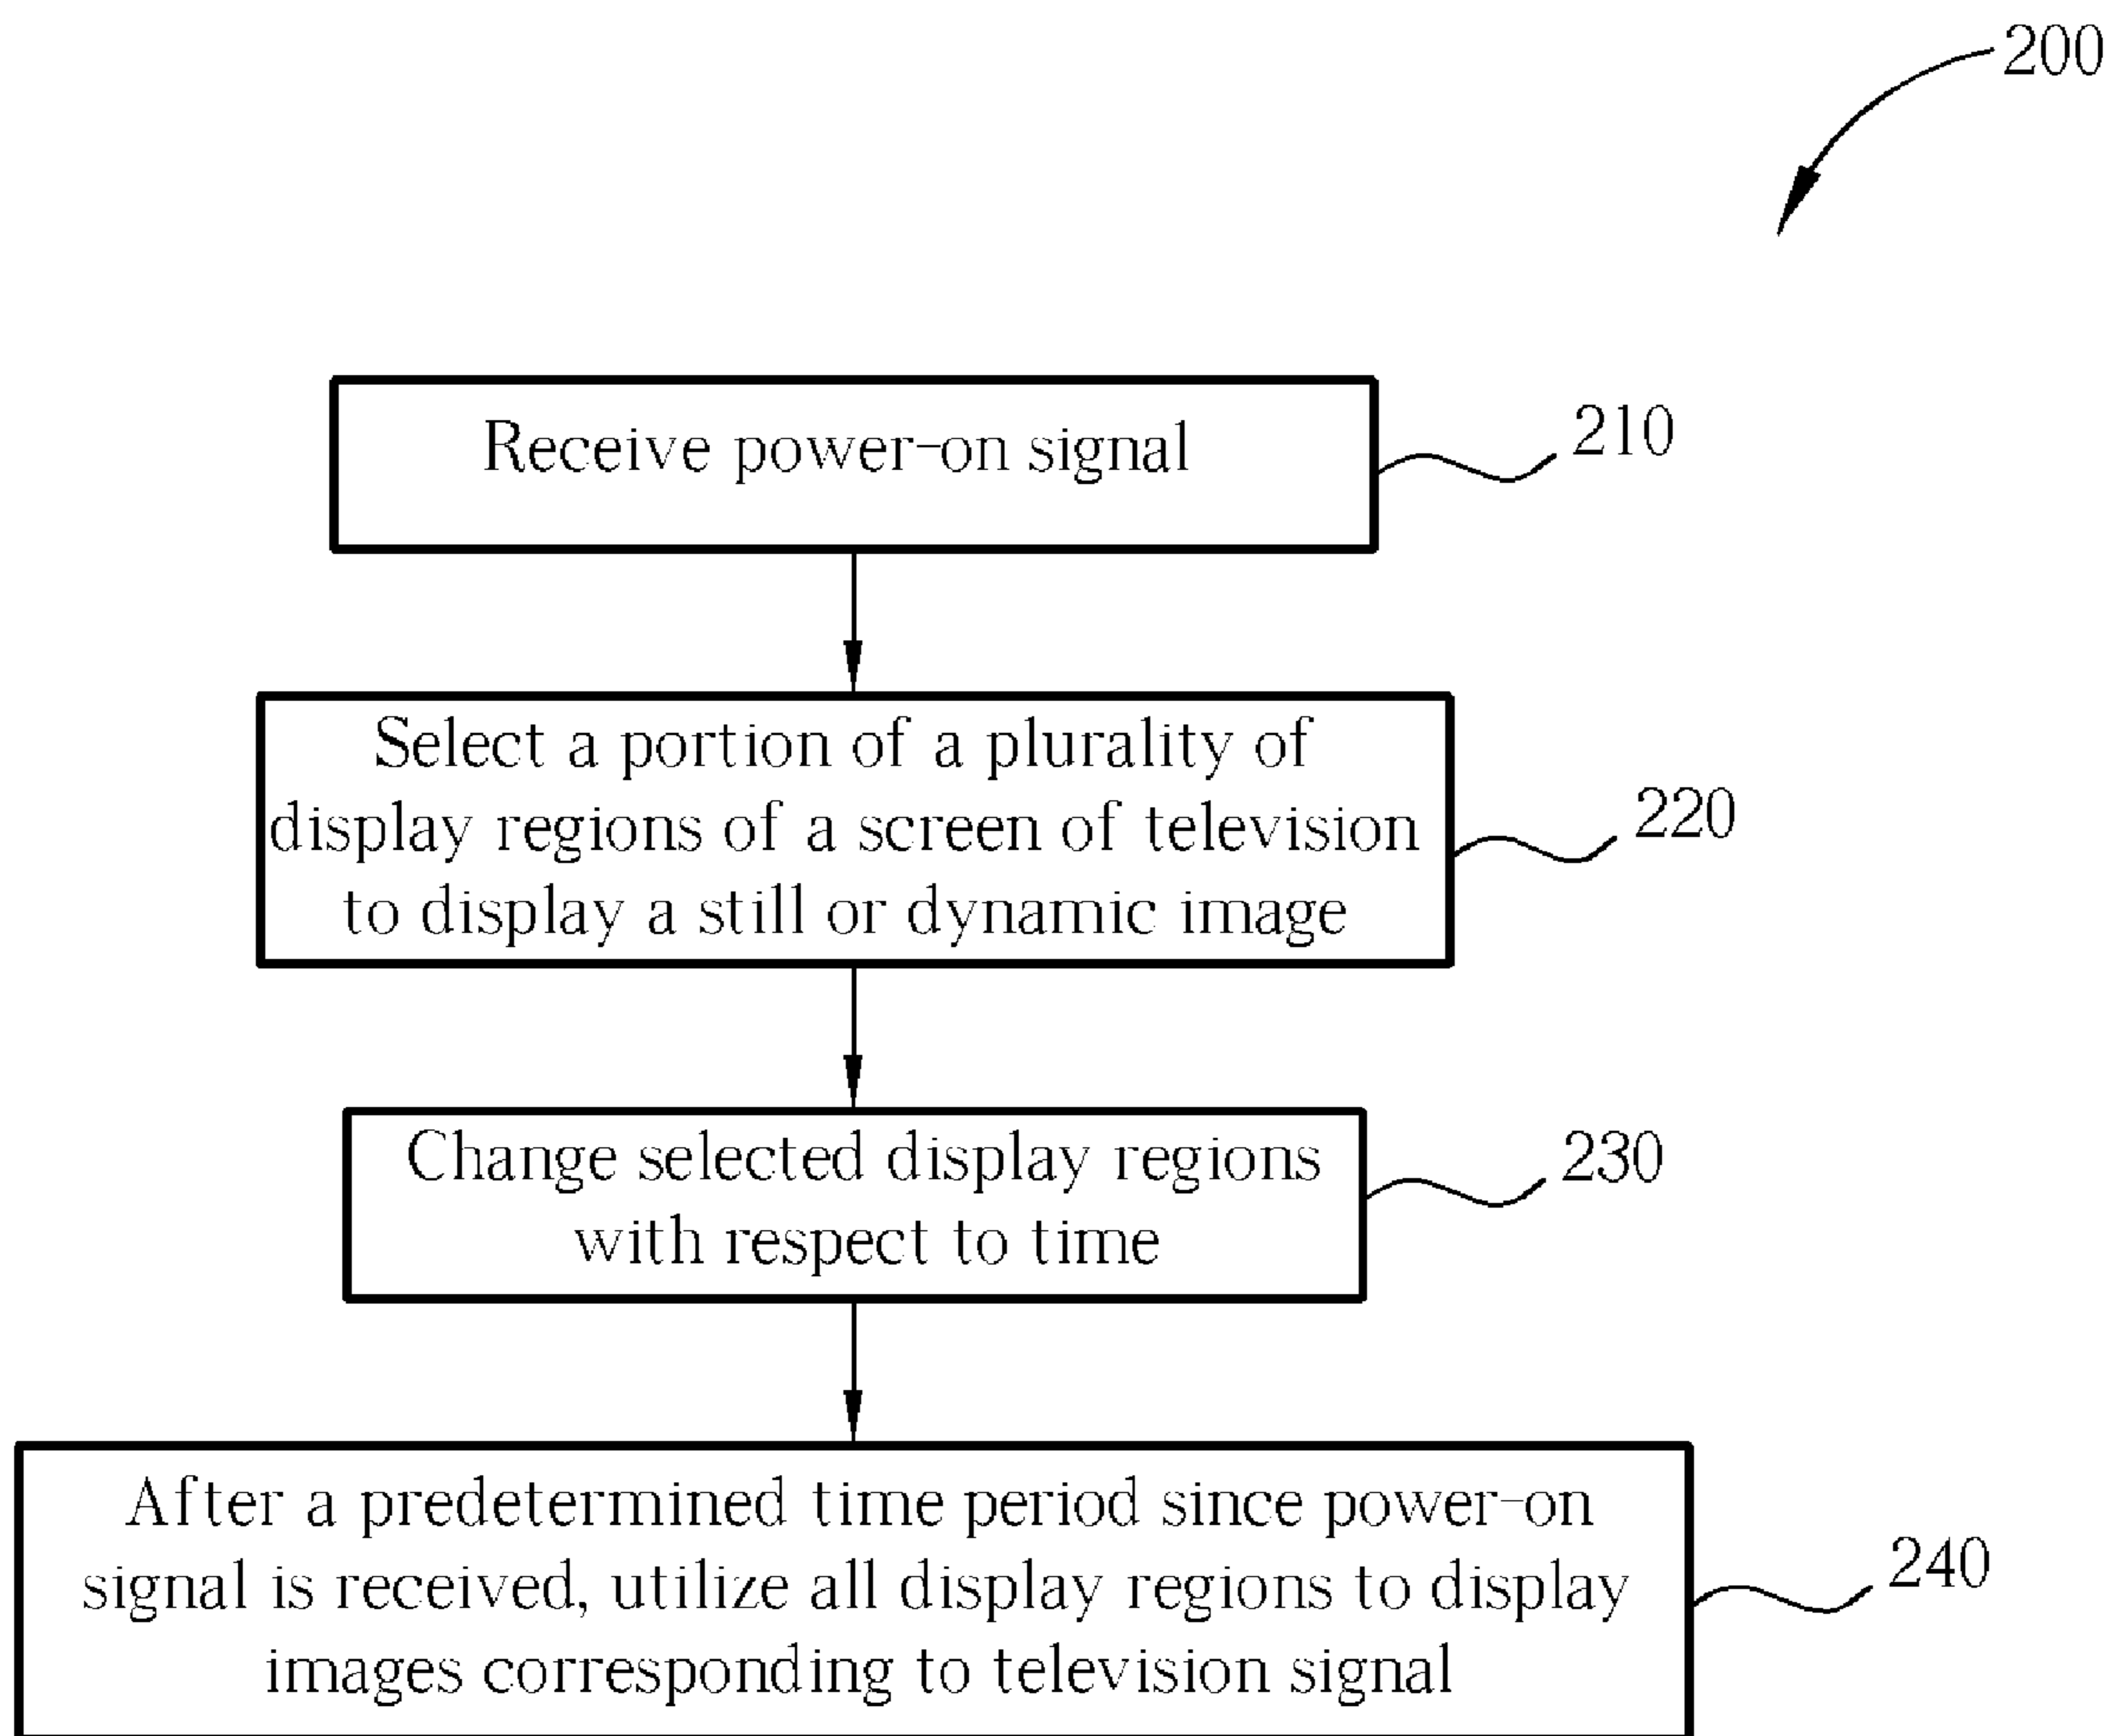 200
Receive power-on signal
210
Select a portion of a plurality of
display regions of a screen of television
to display a still or dynamic image
220
Change selected display regions
with respect to time
230
After a predetermined time period since power-on
signal is received, utilize all display regions to display
images corresponding to television signal
240